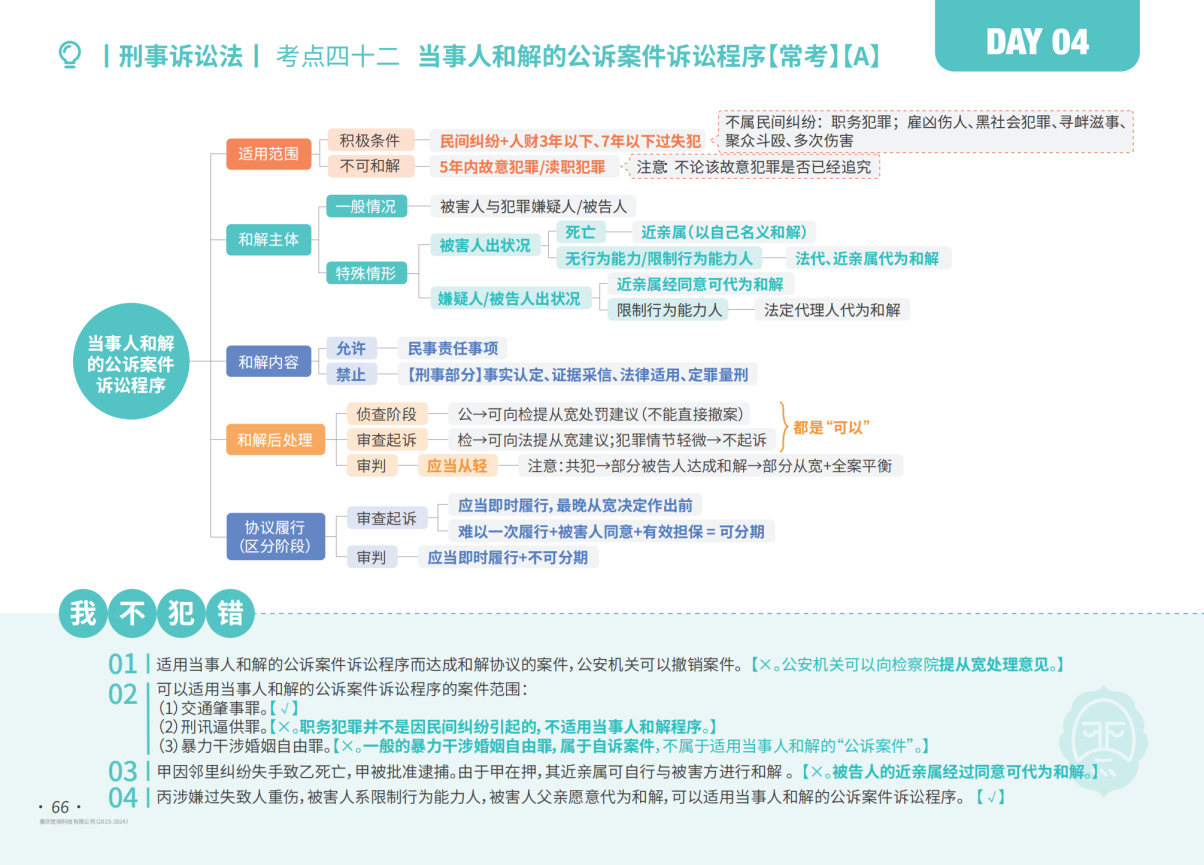 |刑事诉讼法| 考点四十二 当事人和解的公诉案件诉讼程序【常考】【A】
DAY 04
当事人和解
的公诉案件
诉讼程序
适用范围
积极条件
民间纠纷+人财3年以下、7年以下过失犯
不属民间纠纷：职务犯罪；雇凶伤人、黑社会犯罪、寻衅滋事、
聚众斗殴、多次伤害
不可和解
5年内故意犯罪/渎职犯罪
注意：不论该故意犯罪是否已经追究
和解主体
一般情况
被害人与犯罪嫌疑人/被告人
特殊情形
被害人出状况
死亡
近亲属（以自己名义和解）
无行为能力/限制行为能力人
法代、近亲属代为和解
嫌疑人/被告人出状况
近亲属经同意可代为和解
限制行为能力人
法定代理人代为和解
和解内容
允许
民事责任事项
禁止
【刑事部分】事实认定、证据采信、法律适用、定罪量刑
和解后处理
侦查阶段
公→可向检提从宽处罚建议（不能直接撤案）
审查起诉
检→可向法提从宽建议；犯罪情节轻微→不起诉
都是“可以”
审判
应当从轻
注意：共犯→部分被告人达成和解→部分从宽+全案平衡
协议履行
（区分阶段）
审查起诉
应当即时履行，最晚从宽决定作出前
难以一次履行+被害人同意+有效担保 = 可分期
审判
应当即时履行+不可分期
我不犯错
01 适用当事人和解的公诉案件诉讼程序而达成和解协议的案件，公安机关可以撤销案件。【×。公安机关可以向检察院提从宽处理意见。】
02 可以适用当事人和解的公诉案件诉讼程序的案件范围：
（1）交通肇事罪。【√】
（2）刑讯逼供罪。【×。职务犯罪并不是因民间纠纷引起的，不适用当事人和解程序。】
（3）暴力干涉婚姻自由罪。【×。一般的暴力干涉婚姻自由罪，属于自诉案件，不属于适用当事人和解的“公诉案件”。】
03 甲因邻里纠纷失手致乙死亡，甲被批准逮捕。由于甲在押，其近亲属可自行与被害方进行和解 。【×。被告人的近亲属经过同意可代为和解。】
04 丙涉嫌过失致人重伤，被害人系限制行为能力人，被害人父亲愿意代为和解，可以适用当事人和解的公诉案件诉讼程序。【√】
· 66 ·